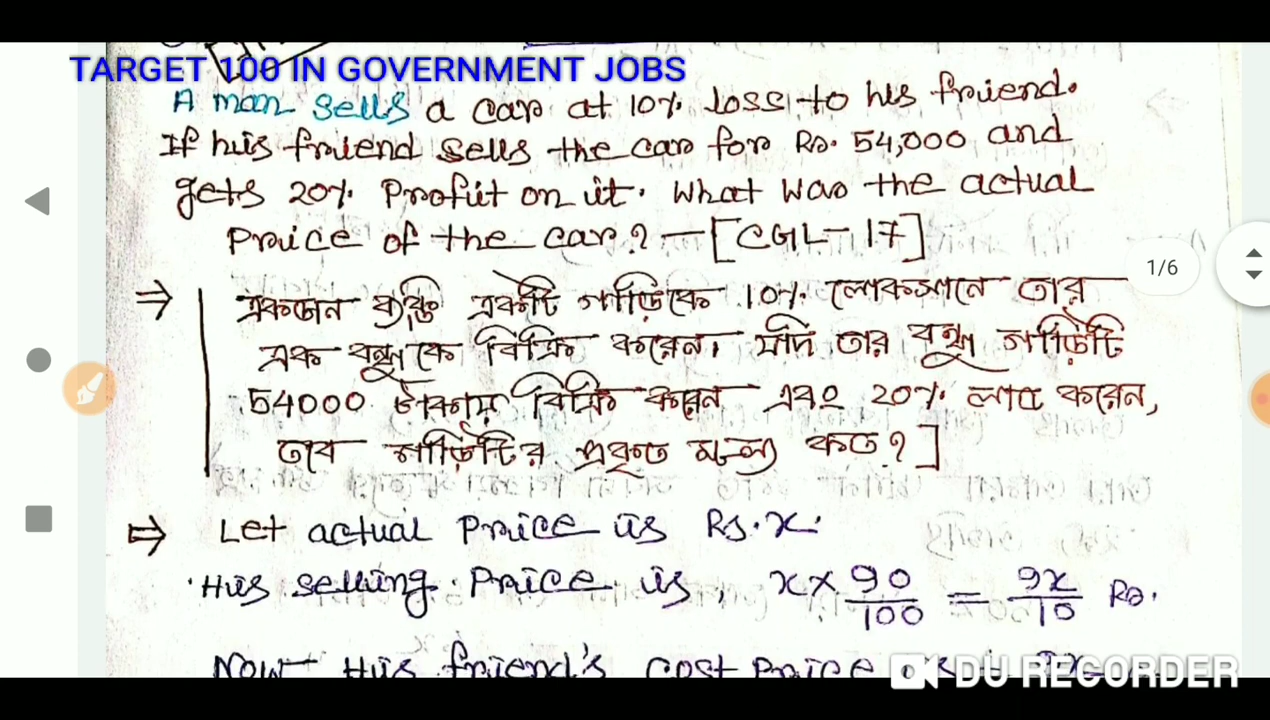 TARGET 100 IN GOVERNMENT JOBS
A man sells a car at 10% loss to his friend.
If his friend sells the car for Rs. 54,000 and
gets 20% Profit on it. What was the actual
Price of the car? — [CGL-17]
⇒ একজন ব্যক্তি একটি গাড়িকে 10% লোকসানে তার
এক বন্ধুকে বিক্রি করেন। যদি তার বন্ধু গাড়িটি
54000 টাকায় বিক্রি করেন এবং 20% লাভ করেন,
তবে গাড়িটির প্রকৃত মূল্য কত? ]
1/6
⇒ Let actual Price is Rs. x.
His selling Price is, x × 90/100 = 9x/10 Rs.
Now His friend's cost Price is
DU RECORDER